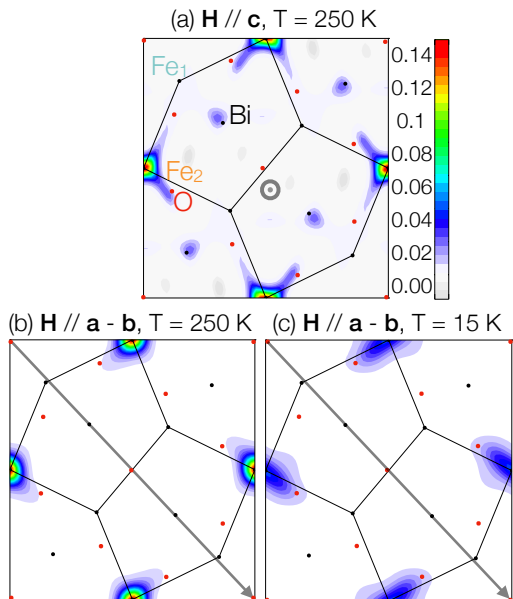 (a) H // c, T = 250 K
Fe₁
Bi
Fe₂
O
0.14
0.12
0.1
0.08
0.06
0.04
0.02
0.00
(b) H // a - b, T = 250 K
(c) H // a - b, T = 15 K